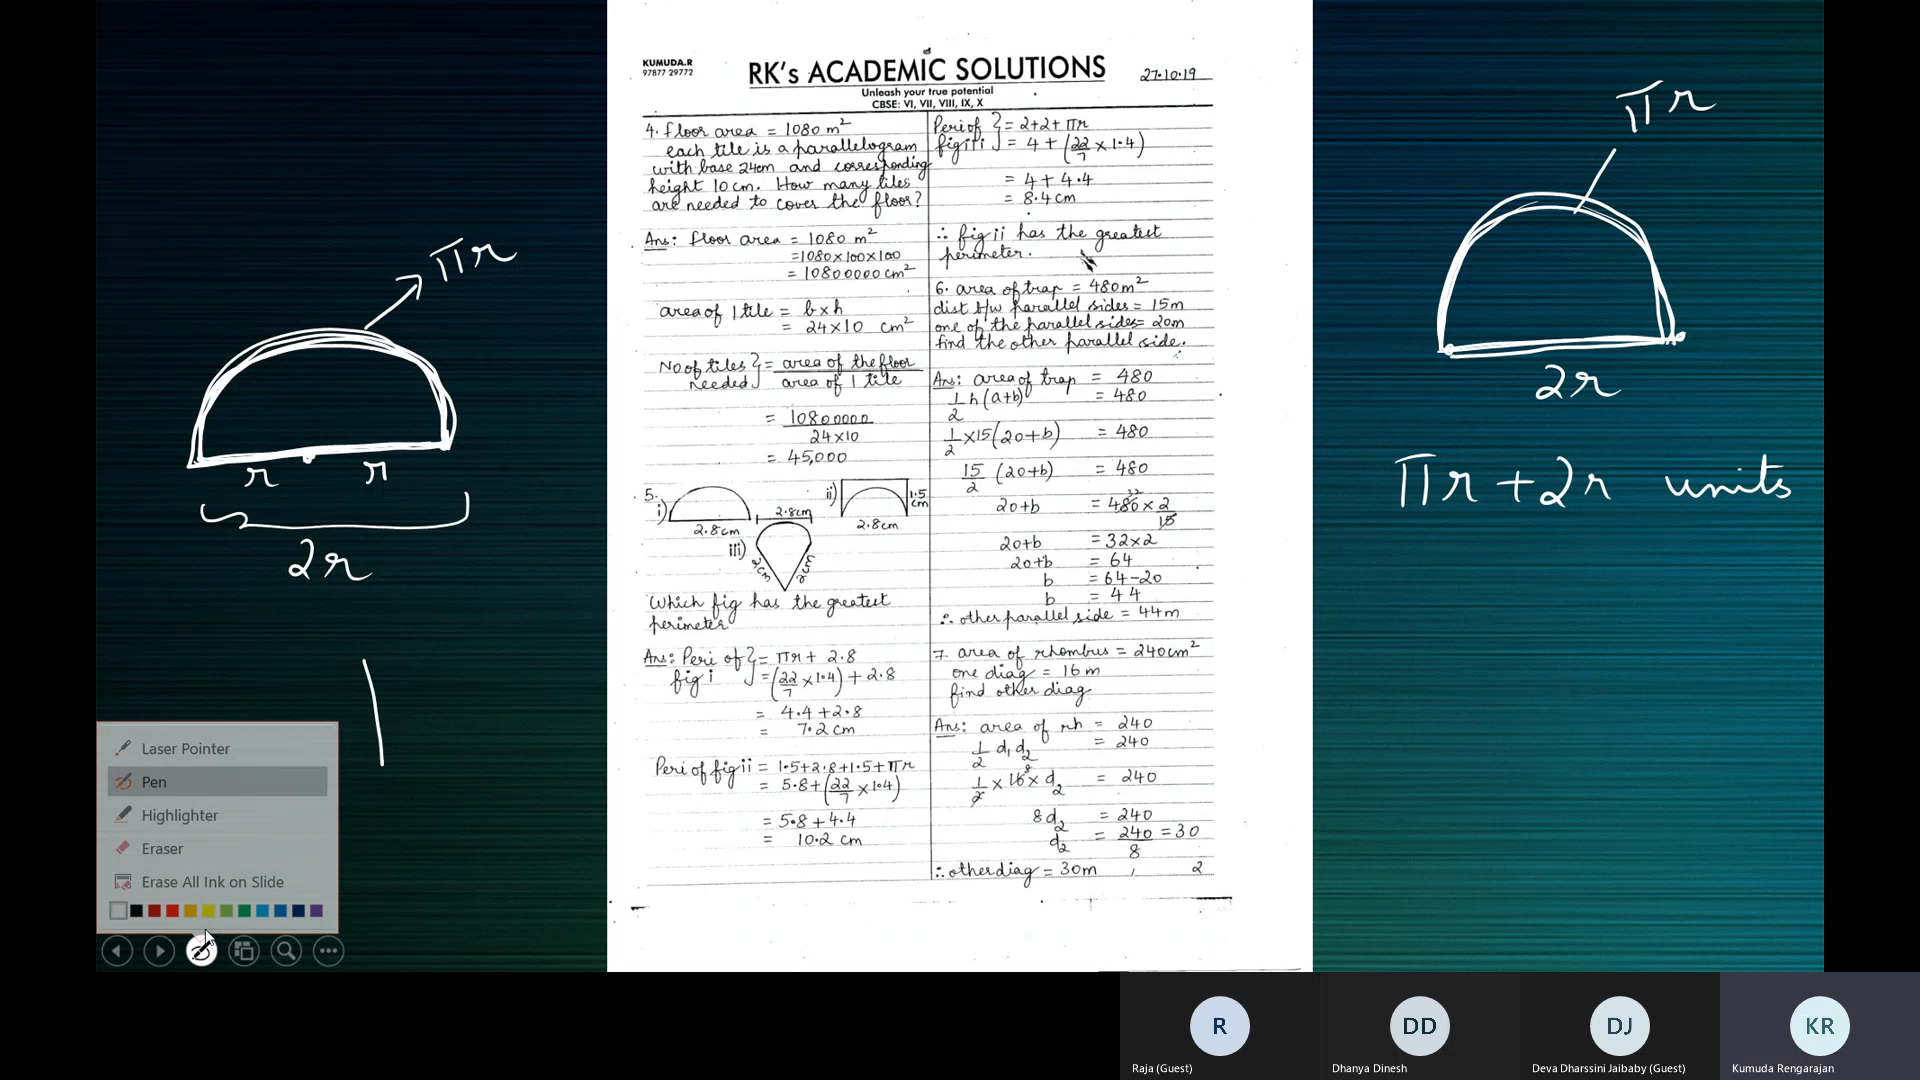 KUMUDA.R
97877 29772
RK's ACADEMIC SOLUTIONS
27.10.19
Unleash your true potential
CBSE: VI, VII, VIII, IX, X
4. floor area = 1080 m²
each tile is a parallelogram
with base 24cm and corresponding
height 10 cm. How many tiles
are needed to cover the floor?
Ans: floor area = 1080 m²
=1080×100×100
= 10800000 cm²
area of 1 tile = b×h
= 24×10 cm²
No. of tiles } = area of the floor
needed area of 1 tile
= 10800000
24×10
= 45,000
5.
i)
2.8cm
ii)
1.5
cm
2.8cm
2.8cm
iii)
2cm
2cm
Which fig has the greatest
perimeter
Ans: Peri of } = πr + 2.8
fig i = (22/7 ×1.4) + 2.8
= 4.4 + 2.8
= 7.2 cm
Peri of fig ii = 1.5+2.8+1.5+πr
= 5.8+(22/7 ×1.4)
= 5.8+4.4
= 10.2 cm
Peri of } = 2+2+ πr
fig iii = 4 + (22/7 ×1.4)
= 4 + 4.4
= 8.4 cm
∴ fig ii has the greatest
perimeter.
6. area of trap = 480m²
dist b/w parallel sides = 15m
one of the parallel sides= 20m
find the other parallel side.
Ans: area of trap = 480
1/2 h(a+b) = 480
1/2 ×15(20+b) = 480
15/2 (20+b) = 480
20+b = 480 × 2/15
32
20+b = 32×2
20+b = 64
b = 64-20
b = 44
∴ other parallel side = 44m
7. area of rhombus = 240cm²
one diag = 16 m
find other diag
Ans: area of rh = 240
1/2 d₁d₂ = 240
1/2 × 16 × d₂ = 240
8
8d₂ = 240
d₂ = 240/8 = 30
∴ other diag = 30m
2
πr
r r
2r
πr
2r
πr + 2r units
Laser Pointer
Pen
Highlighter
Eraser
Erase All Ink on Slide
R
DD
DJ
KR
Raja (Guest)
Dhanya Dinesh
Deva Dharssini Jaibaby (Guest)
Kumuda Rengarajan